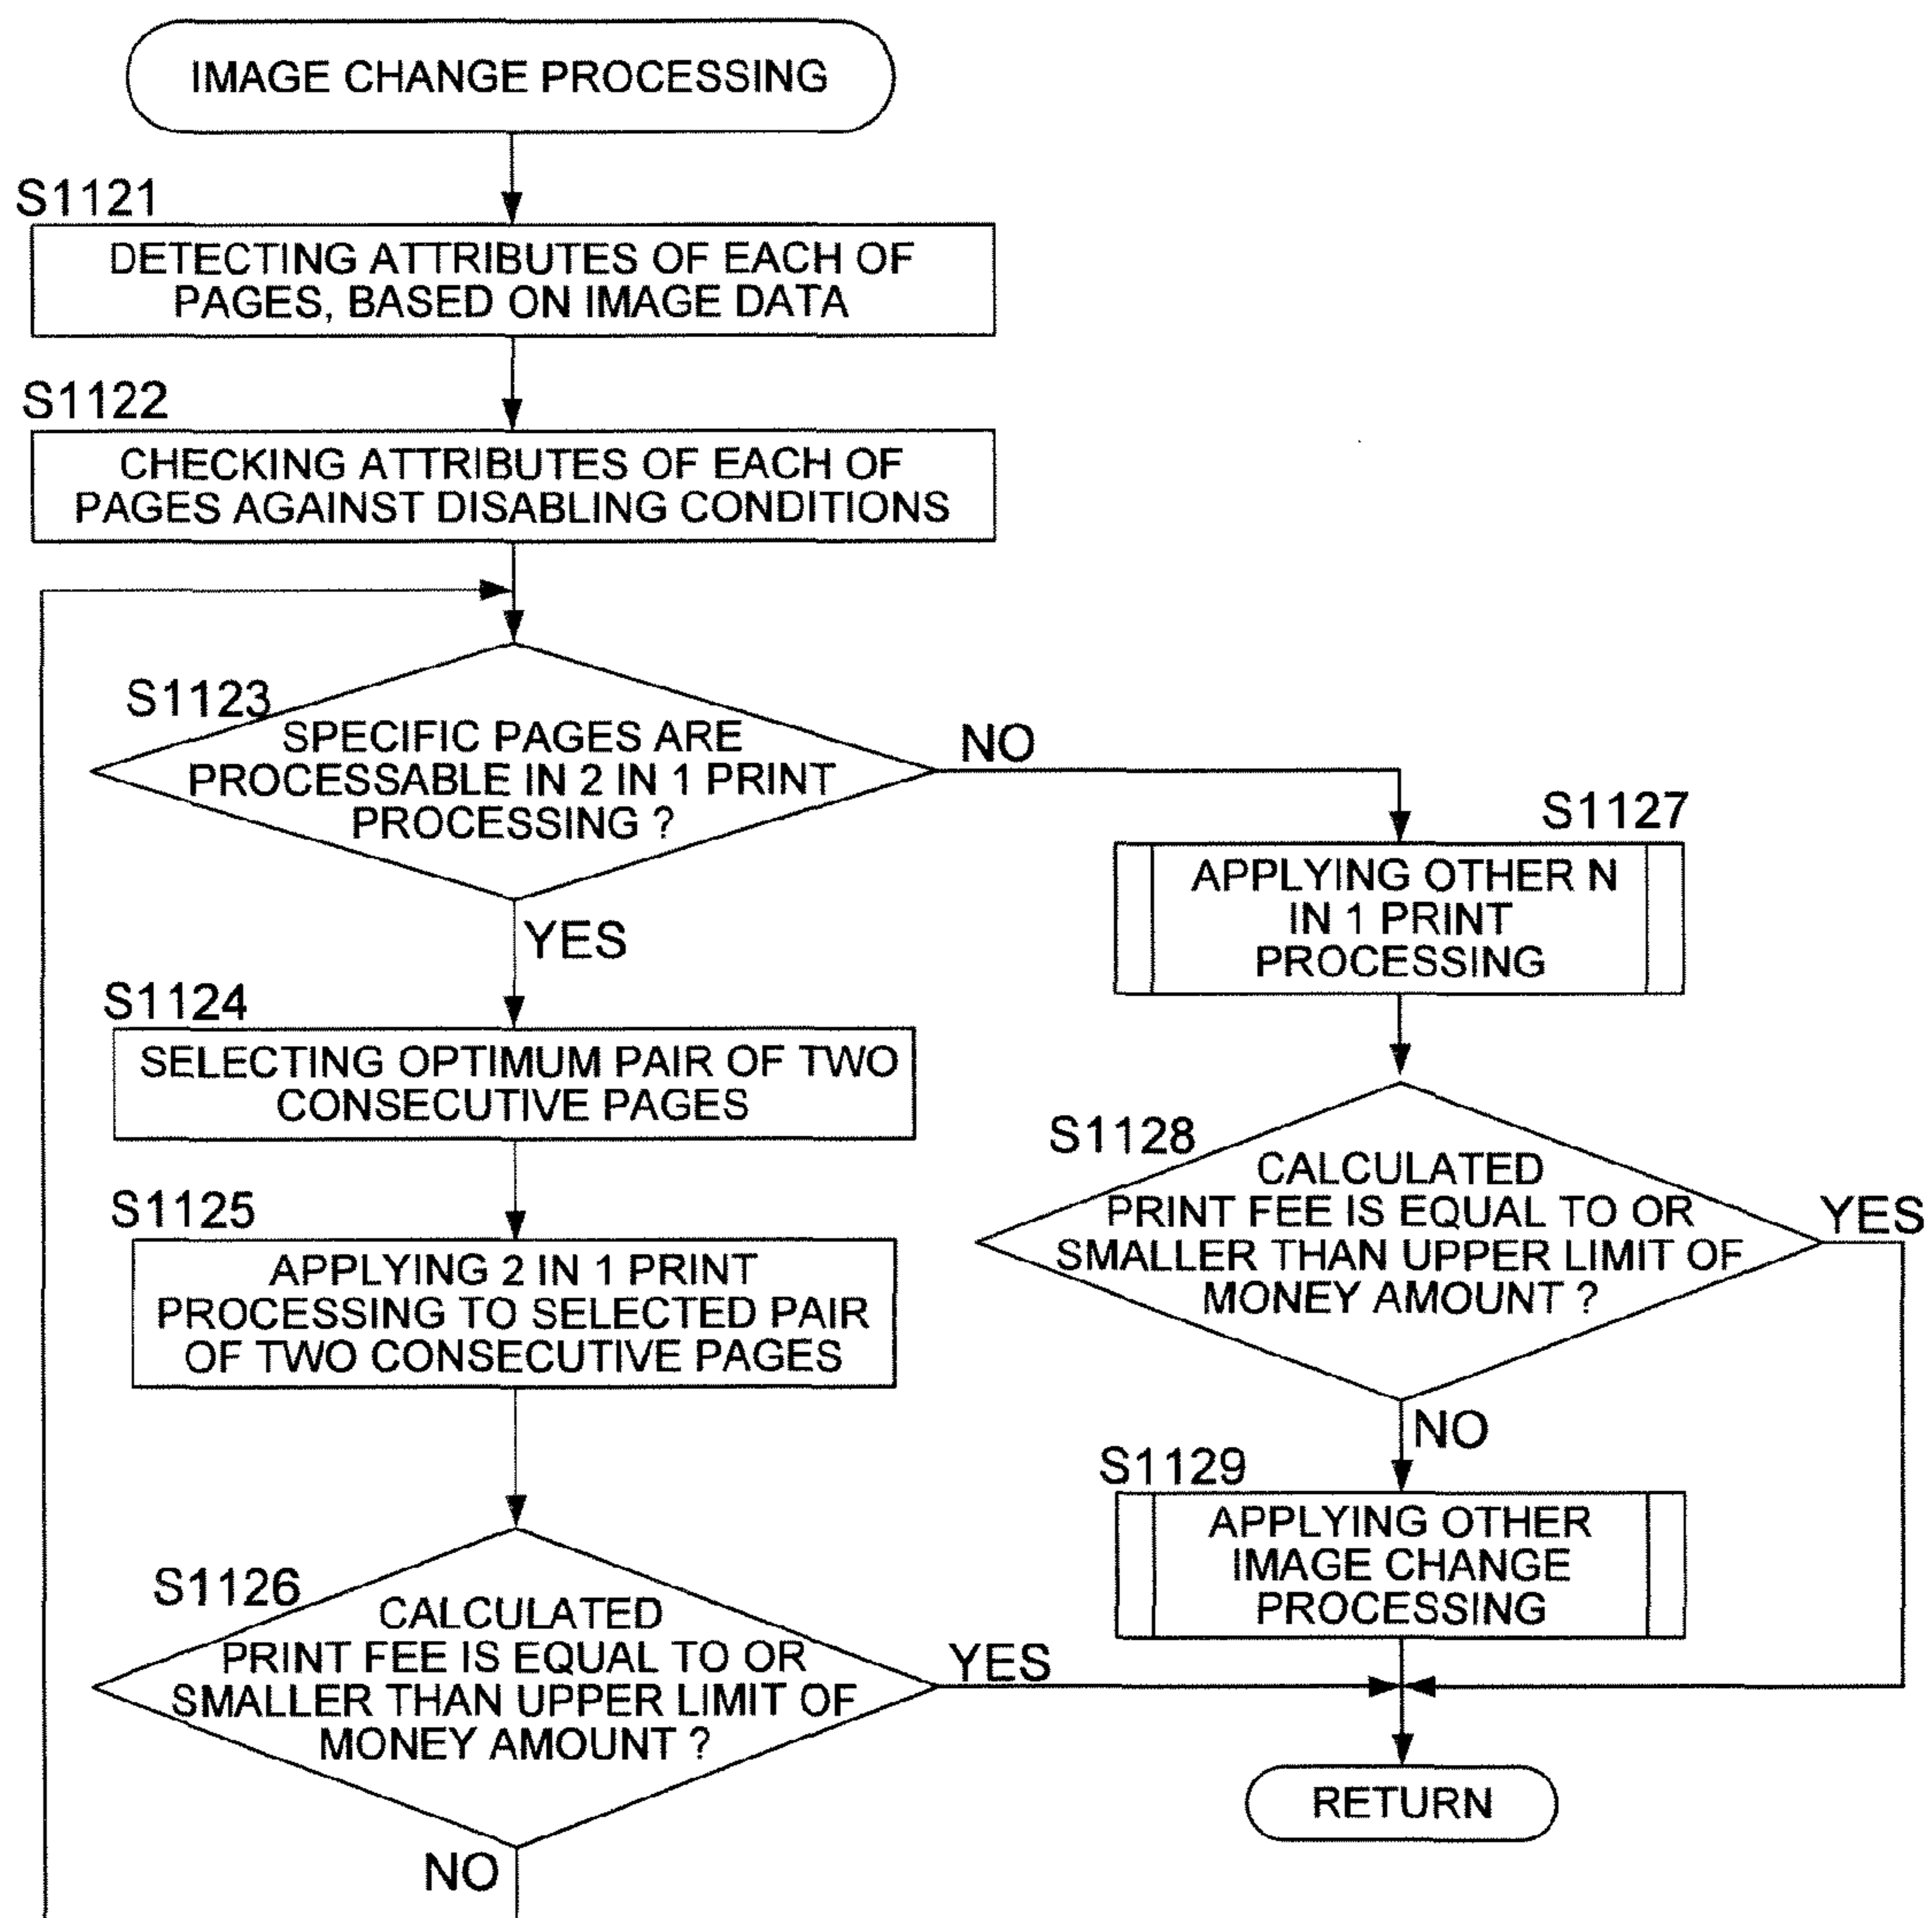 IMAGE CHANGE PROCESSING
S1121
DETECTING ATTRIBUTES OF EACH OF
PAGES, BASED ON IMAGE DATA
S1122
CHECKING ATTRIBUTES OF EACH OF
PAGES AGAINST DISABLING CONDITIONS
S1123
SPECIFIC PAGES ARE
PROCESSABLE IN 2 IN 1 PRINT
PROCESSING ?
NO
YES
S1124
SELECTING OPTIMUM PAIR OF TWO
CONSECUTIVE PAGES
S1125
APPLYING 2 IN 1 PRINT
PROCESSING TO SELECTED PAIR
OF TWO CONSECUTIVE PAGES
S1126
CALCULATED
PRINT FEE IS EQUAL TO OR
SMALLER THAN UPPER LIMIT OF
MONEY AMOUNT ?
YES
NO
S1127
APPLYING OTHER N
IN 1 PRINT
PROCESSING
S1128
CALCULATED
PRINT FEE IS EQUAL TO OR
SMALLER THAN UPPER LIMIT OF
MONEY AMOUNT ?
YES
NO
S1129
APPLYING OTHER
IMAGE CHANGE
PROCESSING
RETURN